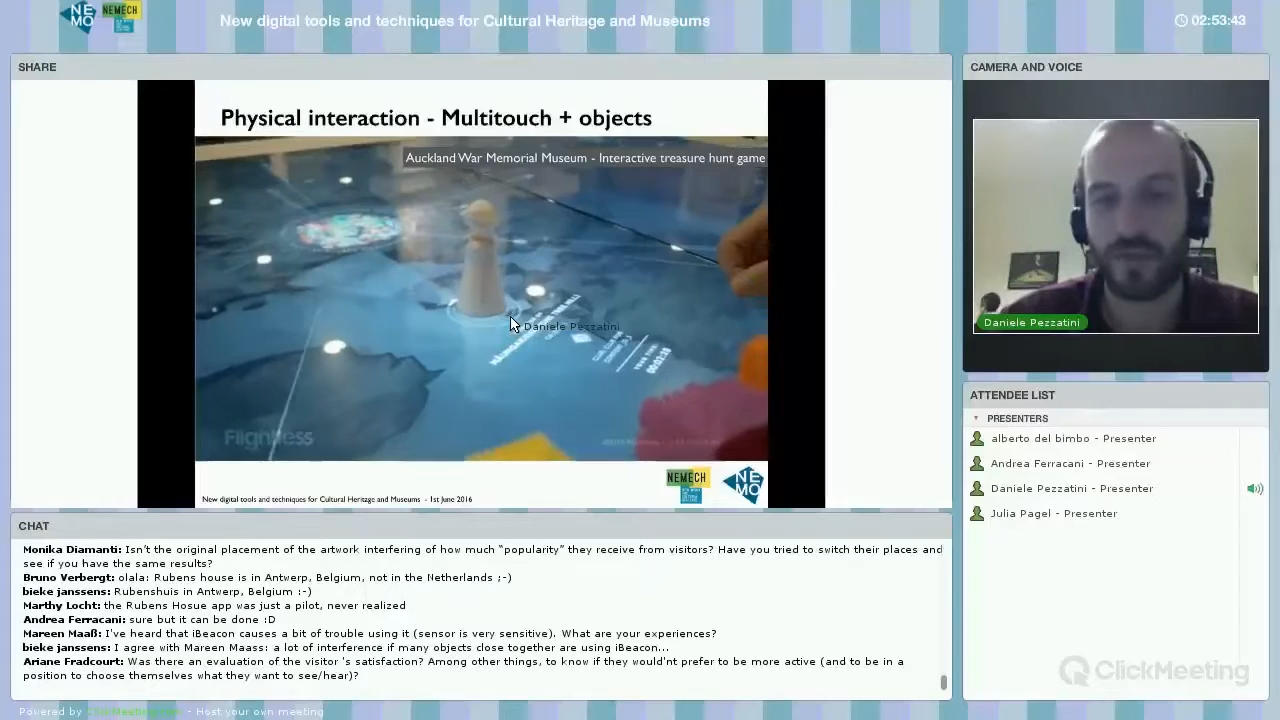 NE
MO
NEMECH
New digital tools and techniques for Cultural Heritage and Museums
02:53:43
SHARE
CAMERA AND VOICE
Physical interaction - Multitouch + objects
Auckland War Memorial Museum - Interactive treasure hunt game
Daniele Pezzatini
Flightless
Daniele Pezzatini
NEMECH
NE
MO
New digital tools and techniques for Cultural Heritage and Museums - 1st June 2016
ATTENDEE LIST
PRESENTERS
alberto del bimbo - Presenter
Andrea Ferracani - Presenter
Daniele Pezzatini - Presenter
Julia Pagel - Presenter
CHAT
Monika Diamanti: Isn't the original placement of the artwork interfering of how much "popularity" they receive from visitors? Have you tried to switch their places and
see if you have the same results?
Bruno Verbergt: olala: Rubens house is in Antwerp, Belgium, not in the Netherlands ;-)
bieke janssens: Rubenshuis in Antwerp, Belgium :-)
Marthy Locht: the Rubens Hosue app was just a pilot, never realized
Andrea Ferracani: sure but it can be done :D
Mareen Maaß: I've heard that iBeacon causes a bit of trouble using it (sensor is very sensitive). What are your experiences?
bieke janssens: I agree with Mareen Maass: a lot of interference if many objects close together are using iBeacon...
Ariane Fradcourt: Was there an evaluation of the visitor 's satisfaction? Among other things, to know if they would'nt prefer to be more active (and to be in a
position to choose themselves what they want to see/hear)?
ClickMeeting
Powered by ClickMeeting.com - Host your own meeting